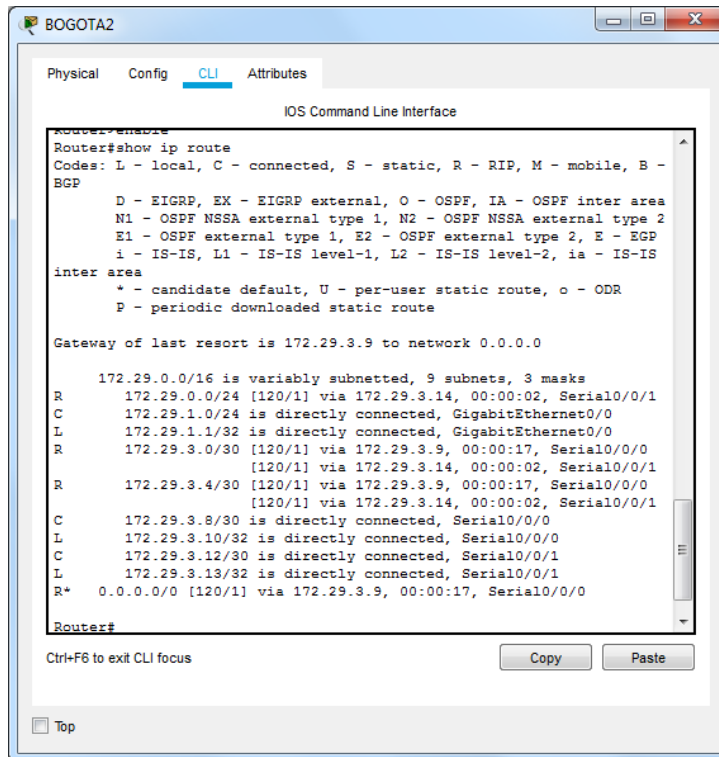 BOGOTA2
Physical Config CLI Attributes
IOS Command Line Interface
Router>enable
Router#show ip route
Codes: L - local, C - connected, S - static, R - RIP, M - mobile, B -
BGP
D - EIGRP, EX - EIGRP external, O - OSPF, IA - OSPF inter area
N1 - OSPF NSSA external type 1, N2 - OSPF NSSA external type 2
E1 - OSPF external type 1, E2 - OSPF external type 2, E - EGP
i - IS-IS, L1 - IS-IS level-1, L2 - IS-IS level-2, ia - IS-IS
inter area
* - candidate default, U - per-user static route, o - ODR
P - periodic downloaded static route
Gateway of last resort is 172.29.3.9 to network 0.0.0.0
172.29.0.0/16 is variably subnetted, 9 subnets, 3 masks
R 172.29.0.0/24 [120/1] via 172.29.3.14, 00:00:02, Serial0/0/1
C 172.29.1.0/24 is directly connected, GigabitEthernet0/0
L 172.29.1.1/32 is directly connected, GigabitEthernet0/0
R 172.29.3.0/30 [120/1] via 172.29.3.9, 00:00:17, Serial0/0/0
[120/1] via 172.29.3.14, 00:00:02, Serial0/0/1
R 172.29.3.4/30 [120/1] via 172.29.3.9, 00:00:17, Serial0/0/0
[120/1] via 172.29.3.14, 00:00:02, Serial0/0/1
C 172.29.3.8/30 is directly connected, Serial0/0/0
L 172.29.3.10/32 is directly connected, Serial0/0/0
C 172.29.3.12/30 is directly connected, Serial0/0/1
L 172.29.3.13/32 is directly connected, Serial0/0/1
R* 0.0.0.0/0 [120/1] via 172.29.3.9, 00:00:17, Serial0/0/0
Router#
Ctrl+F6 to exit CLI focus Copy Paste
Top